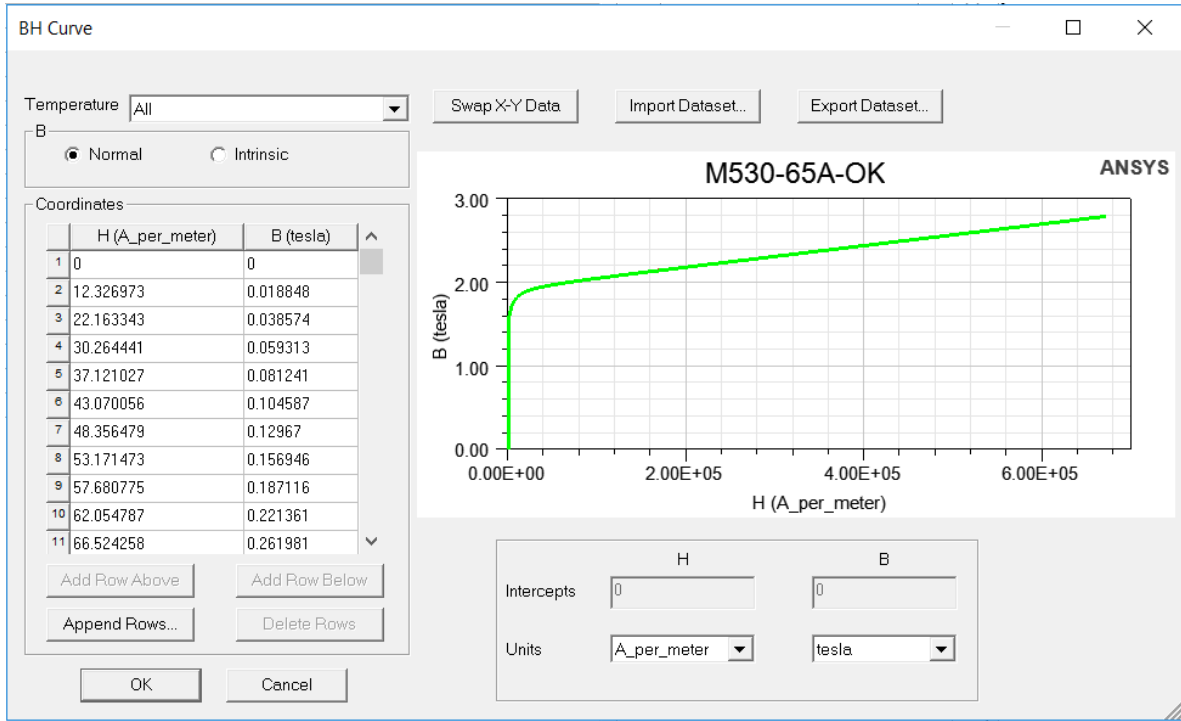 BH Curve
Temperature All
Swap X-Y Data Import Dataset... Export Dataset...
B
Normal Intrinsic
Coordinates
H (A_per_meter) B (tesla)
1 0 0
2 12.326973 0.018848
3 22.163343 0.038574
4 30.264441 0.059313
5 37.121027 0.081241
6 43.070056 0.104587
7 48.356479 0.12967
8 53.171473 0.156946
9 57.680775 0.187116
10 62.054787 0.221361
11 66.524258 0.261981
Add Row Above Add Row Below
Append Rows... Delete Rows
OK Cancel
M530-65A-OK
ANSYS
3.00
2.00
1.00
0.00
B (tesla)
0.00E+00 2.00E+05 4.00E+05 6.00E+05
H (A_per_meter)
H B
Intercepts 0 0
Units A_per_meter tesla